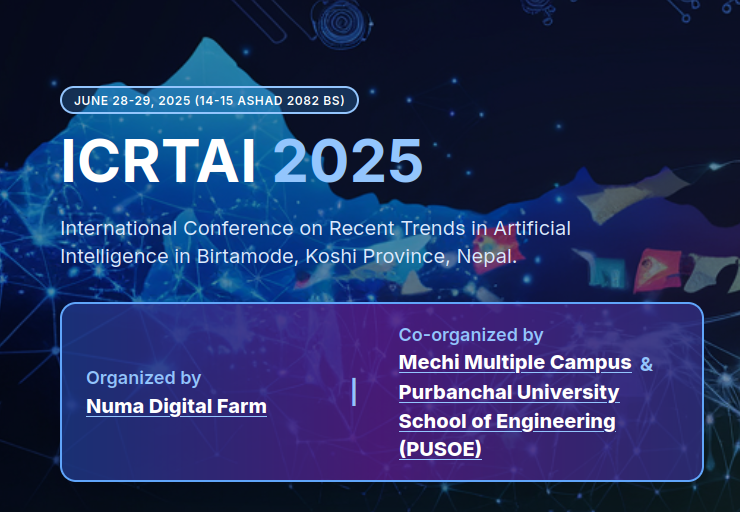 JUNE 28-29, 2025 (14-15 ASHAD 2082 BS)
ICRTAI 2025
International Conference on Recent Trends in Artificial
Intelligence in Birtamode, Koshi Province, Nepal.
Organized by
Numa Digital Farm
|
Co-organized by
Mechi Multiple Campus &
Purbanchal University
School of Engineering
(PUSOE)